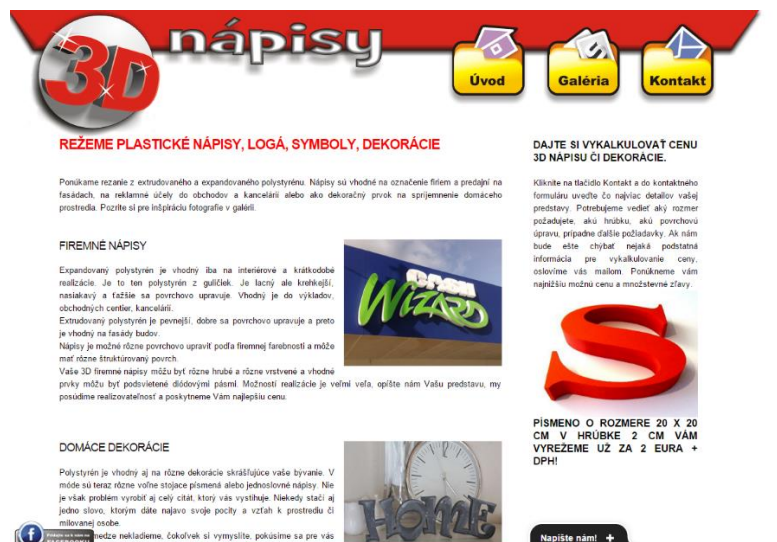 3D nápisy
Úvod
Galéria
Kontakt
REŽEME PLASTICKÉ NÁPISY, LOGÁ, SYMBOLY, DEKORÁCIE
Ponúkame rezanie z extrudovaného a expandovaného polystyrénu. Nápisy sú vhodné na označenie firiem a predajní na
fasádach, na reklamné účely do obchodov a kancelárií alebo ako dekoračný prvok na spríjemnenie domáceho
prostredia. Pozrite si pre inšpiráciu fotografie v galérii.
FIREMNÉ NÁPISY
Expandovaný polystyrén je vhodný iba na interiérové a krátkodobé
realizácie. Je to ten polystyrén z guličiek. Je lacný ale krehkejší,
nasiakavý a ťažšie sa povrchovo upravuje. Vhodný je do výkladov,
obchodných centier, kancelárií.
Extrudovaný polystyrén je pevnejší, dobre sa povrchovo upravuje a preto
je vhodný na fasády budov.
Nápisy je možné rôzne povrchovo upraviť podľa firemnej farebnosti a môže
mať rôzne štruktúrovaný povrch.
Vaše 3D firemné nápisy môžu byť rôzne hrubé a rôzne vrstvené a vhodné
prvky môžu byť podsvietené diódovými pásmi. Možností realizácie je veľmi veľa, opíšte nám Vašu predstavu, my
posúdime realizovateľnosť a poskytneme Vám najlepšiu cenu.
CASH
WIZARD
DOMÁCE DEKORÁCIE
Polystyrén je vhodný aj na rôzne dekorácie skrášľujúce vaše bývanie. V
móde sú teraz rôzne voľne stojace písmená alebo jednoslovné nápisy. Nie
je však problém vyrobiť aj celý citát, ktorý vás vystihuje. Niekedy stačí aj
jedno slovo, ktorým dáte najavo svoje pocity a vzťah k prostrediu či
milovanej osobe.
medze nekladieme, čokoľvek si vymyslíte, pokúsime sa pre vás
HOME
DAJTE SI VYKALKULOVAŤ CENU
3D NÁPISU ČI DEKORÁCIE.
Kliknite na tlačidlo Kontakt a do kontaktného
formuláru uveďte čo najviac detailov vašej
predstavy. Potrebujeme vedieť aký rozmer
požadujete, akú hrúbku, akú povrchovú
úpravu, prípadne ďalšie požiadavky. Ak nám
bude ešte chýbať nejaká podstatná
informácia pre vykalkulovanie ceny,
oslovíme vás mailom. Ponúkneme vám
najnižšiu možnú cenu a množstevné zľavy.
S
PÍSMENO O ROZMERE 20 X 20
CM V HRÚBKE 2 CM VÁM
VYREŽEME UŽ ZA 2 EURA +
DPH!
Napíšte nám! +